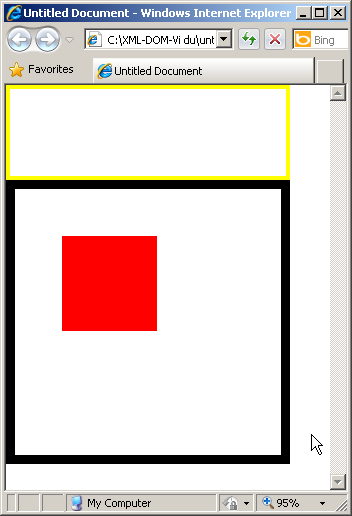 Untitled Document - Windows Internet Explorer
C:\XML-DOM-Vi du\unt
Bing
Favorites
Untitled Document
My Computer
95%